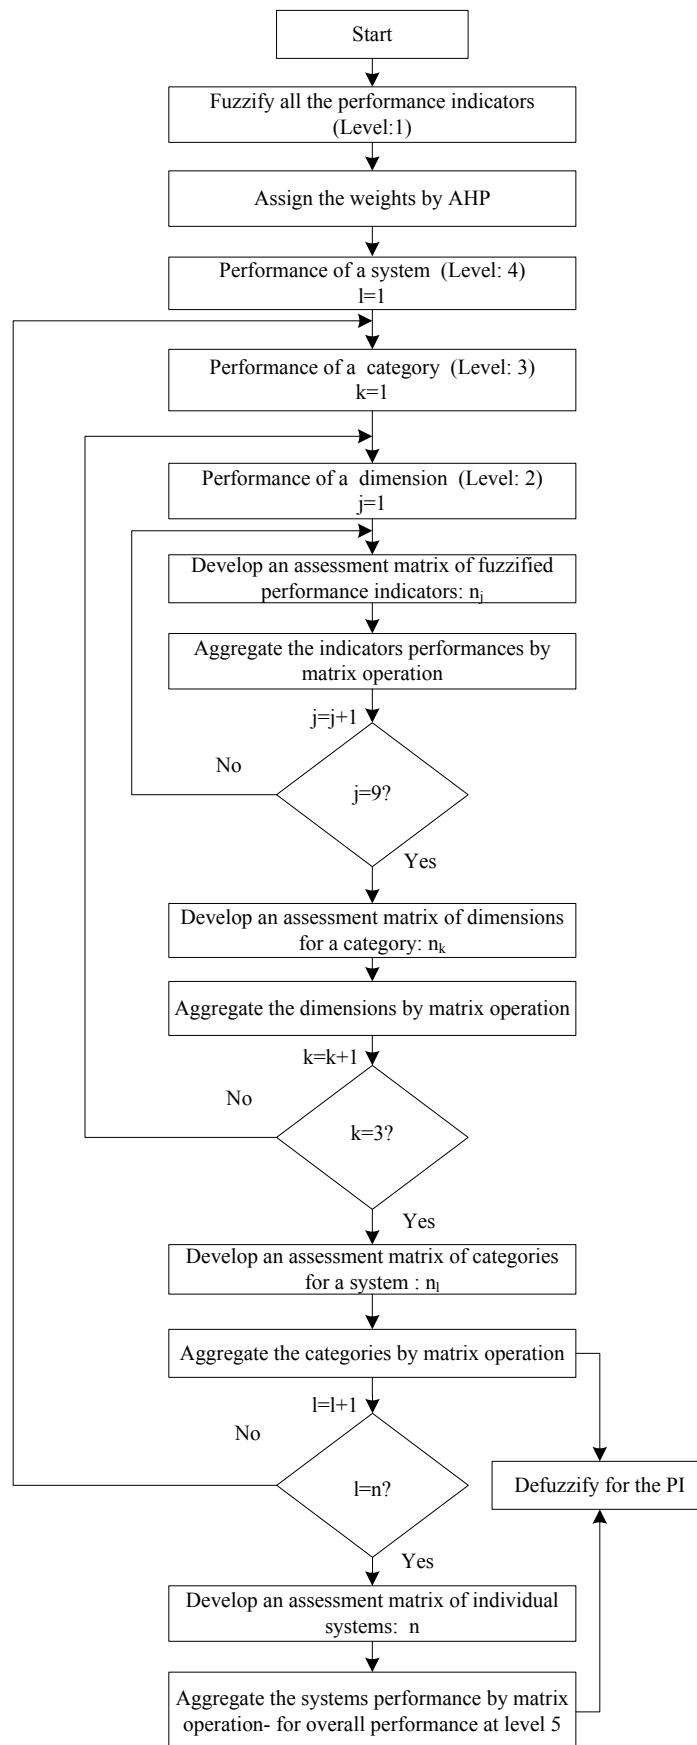 Start
Fuzzify all the performance indicators
(Level:1)
Assign the weights by AHP
Performance of a system (Level: 4)
l=1
Performance of a category (Level: 3)
k=1
Performance of a dimension (Level: 2)
j=1
Develop an assessment matrix of fuzzified
performance indicators: nj
Aggregate the indicators performances by
matrix operation
j=j+1
No
j=9?
Yes
Develop an assessment matrix of dimensions
for a category: nk
Aggregate the dimensions by matrix operation
k=k+1
No
k=3?
Yes
Develop an assessment matrix of categories
for a system : nl
Aggregate the categories by matrix operation
l=l+1
No
l=n?
Defuzzify for the PI
Yes
Develop an assessment matrix of individual
systems: n
Aggregate the systems performance by matrix
operation- for overall performance at level 5